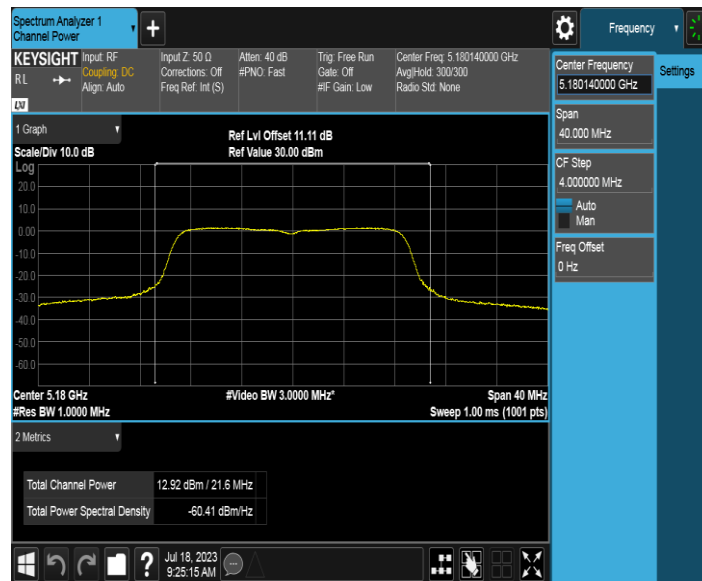 Spectrum Analyzer 1
Channel Power
+
Frequency
KEYSIGHT
RL
LXI
Input: RF
Coupling: DC
Align: Auto
Input Z: 50 Ω
Corrections: Off
Freq Ref: Int (S)
Atten: 40 dB
#PNO: Fast
Trig: Free Run
Gate: Off
#IF Gain: Low
Center Freq: 5.180140000 GHz
Avg|Hold: 300/300
Radio Std: None
Center Frequency
5.180140000 GHz
Settings
Span
40.000 MHz
CF Step
4.000000 MHz
Auto
Man
Freq Offset
0 Hz
1 Graph
Scale/Div 10.0 dB
Ref Lvl Offset 11.11 dB
Ref Value 30.00 dBm
Log
20.0
10.0
0.00
-10.0
-20.0
-30.0
-40.0
-50.0
-60.0
Center 5.18 GHz
#Video BW 3.0000 MHz*
Span 40 MHz
#Res BW 1.0000 MHz
Sweep 1.00 ms (1001 pts)
2 Metrics
Total Channel Power 12.92 dBm / 21.6 MHz
Total Power Spectral Density -60.41 dBm/Hz
?
Jul 18, 2023
9:25:15 AM